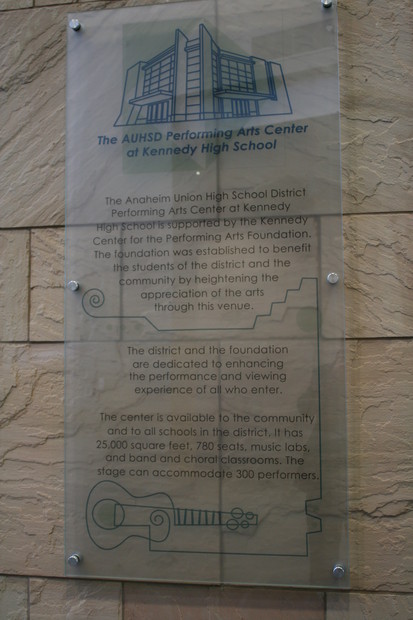 The AUHSD Performing Arts Center
at Kennedy High School
The Anaheim Union High School District
Performing Arts Center at Kennedy
High School is supported by the Kennedy
Center for the Performing Arts Foundation.
The foundation was established to benefit
the students of the district and the
community by heightening the
appreciation of the arts
through this venue.
The district and the foundation
are dedicated to enhancing
the performance and viewing
experience of all who enter.
The center is available to the community
and to all schools in the district. It has
25,000 square feet, 780 seats, music labs,
and band and choral classrooms. The
stage can accommodate 300 performers.